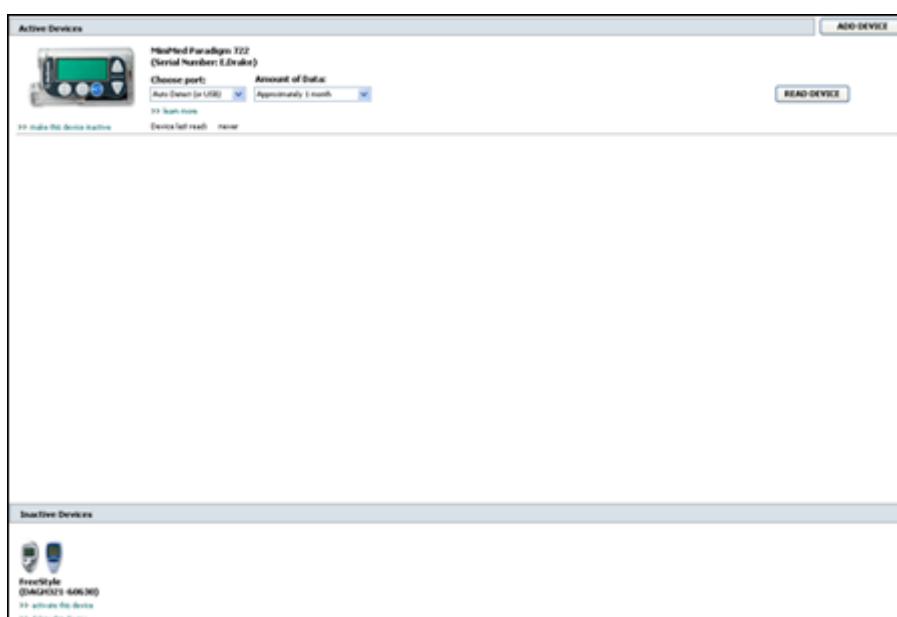 Active Devices
ADD DEVICE
MiniMed Paradigm 722
(Serial Number: E.Drake)
Choose port: Amount of Data:
Auto Detect (or USB) Approximately 1 month
READ DEVICE
>> learn more
>> make this device inactive
Device last read: never
Inactive Devices
FreeStyle
>> activate this device